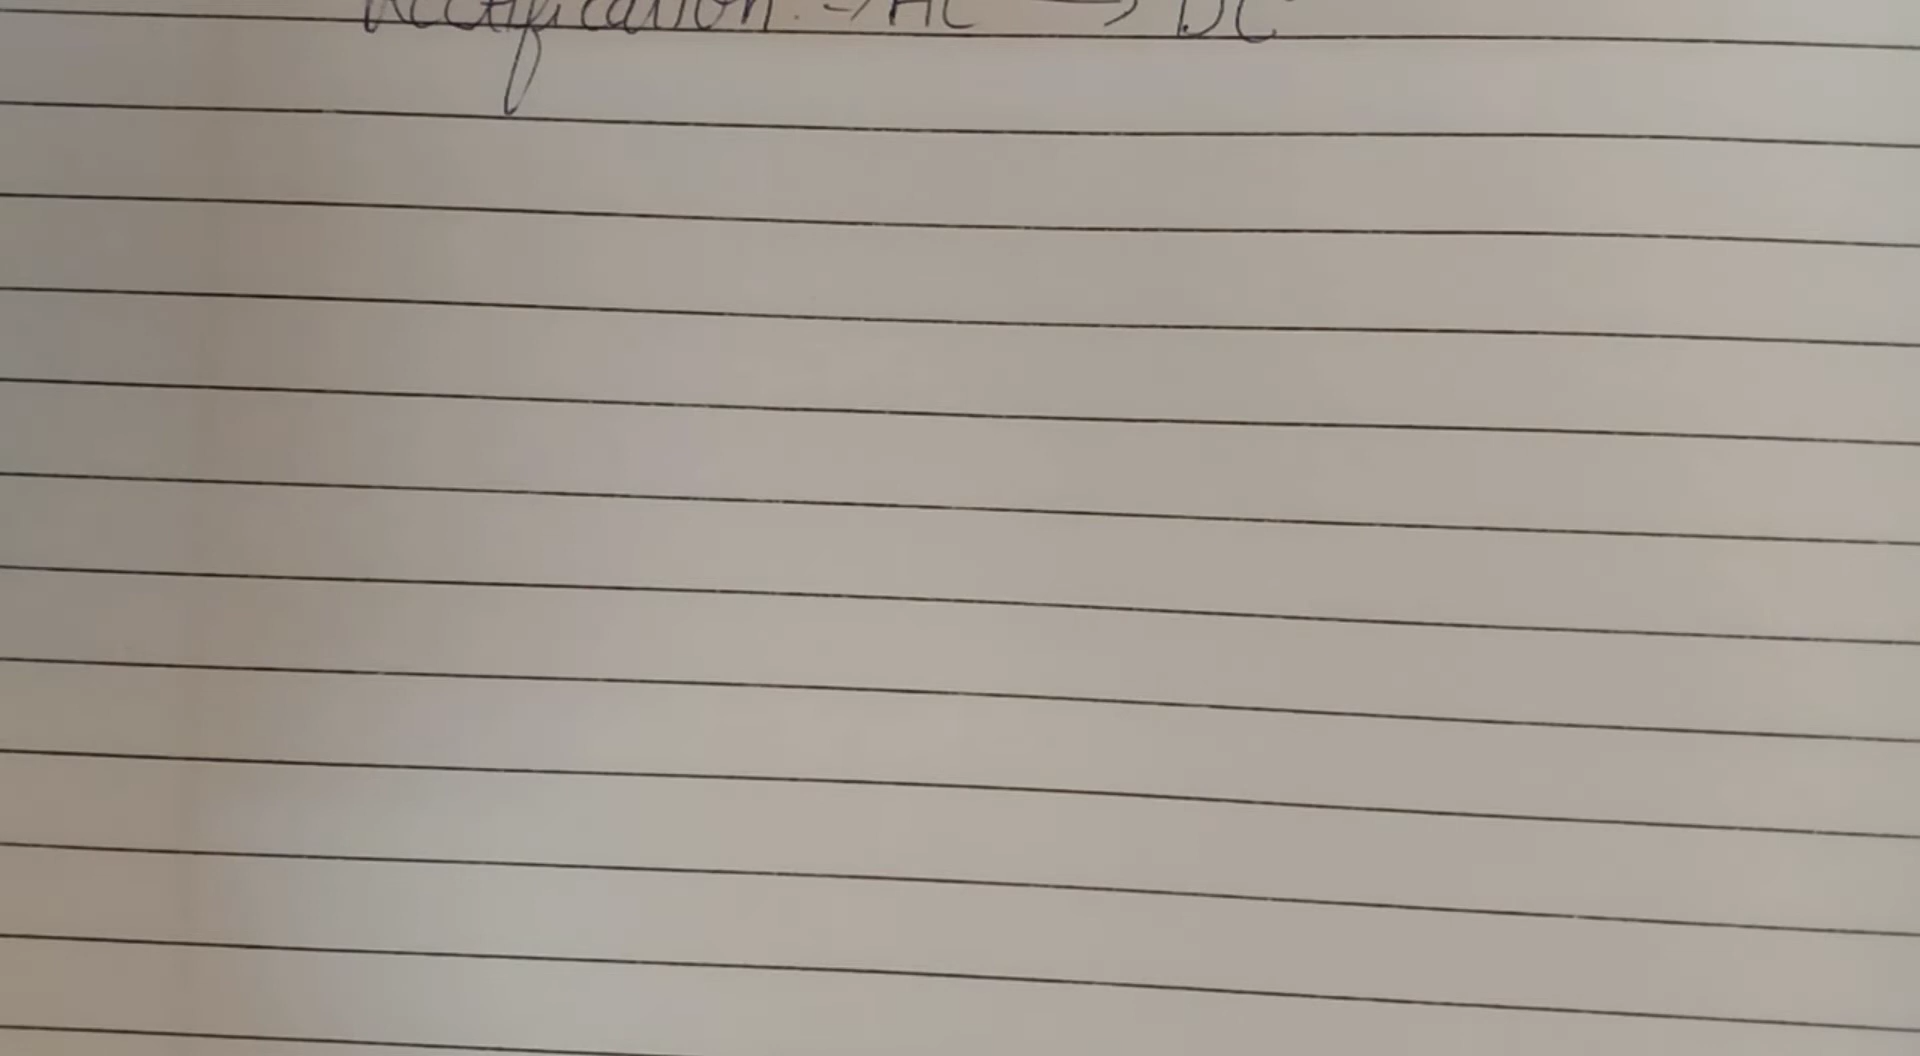 Rectification :→ AC → DC